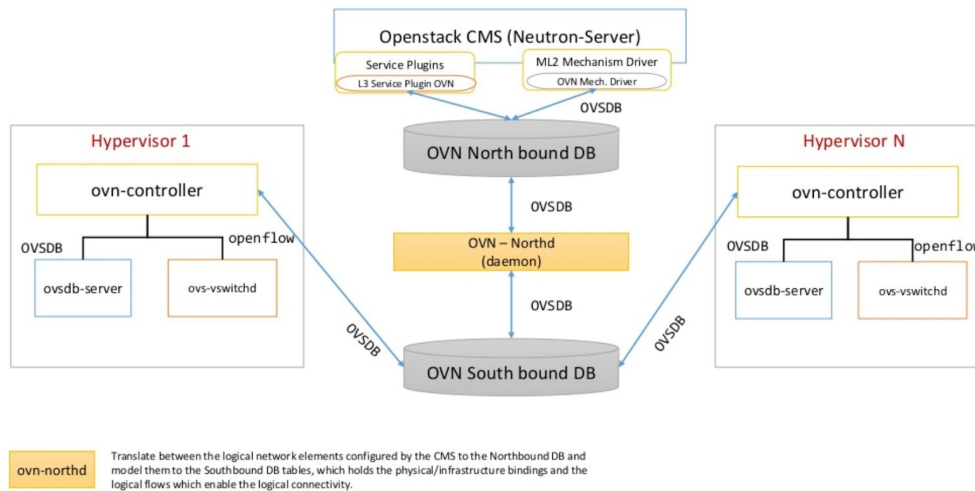 Openstack CMS (Neutron-Server)
Service Plugins
L3 Service Plugin OVN
ML2 Mechanism Driver
OVN Mech. Driver
OVSDB
OVN North bound DB
OVSDB
OVN – Northd
(daemon)
OVSDB
OVN South bound DB
Hypervisor 1
ovn-controller
OVSDB
openflow
ovsdb-server
ovs-vswitchd
OVSDB
Hypervisor N
ovn-controller
OVSDB
openflow
ovsdb-server
ovs-vswitchd
OVSDB
ovn-northd
Translate between the logical network elements configured by the CMS to the Northbound DB and
model them to the Southbound DB tables, which holds the physical/infrastructure bindings and the
logical flows which enable the logical connectivity.